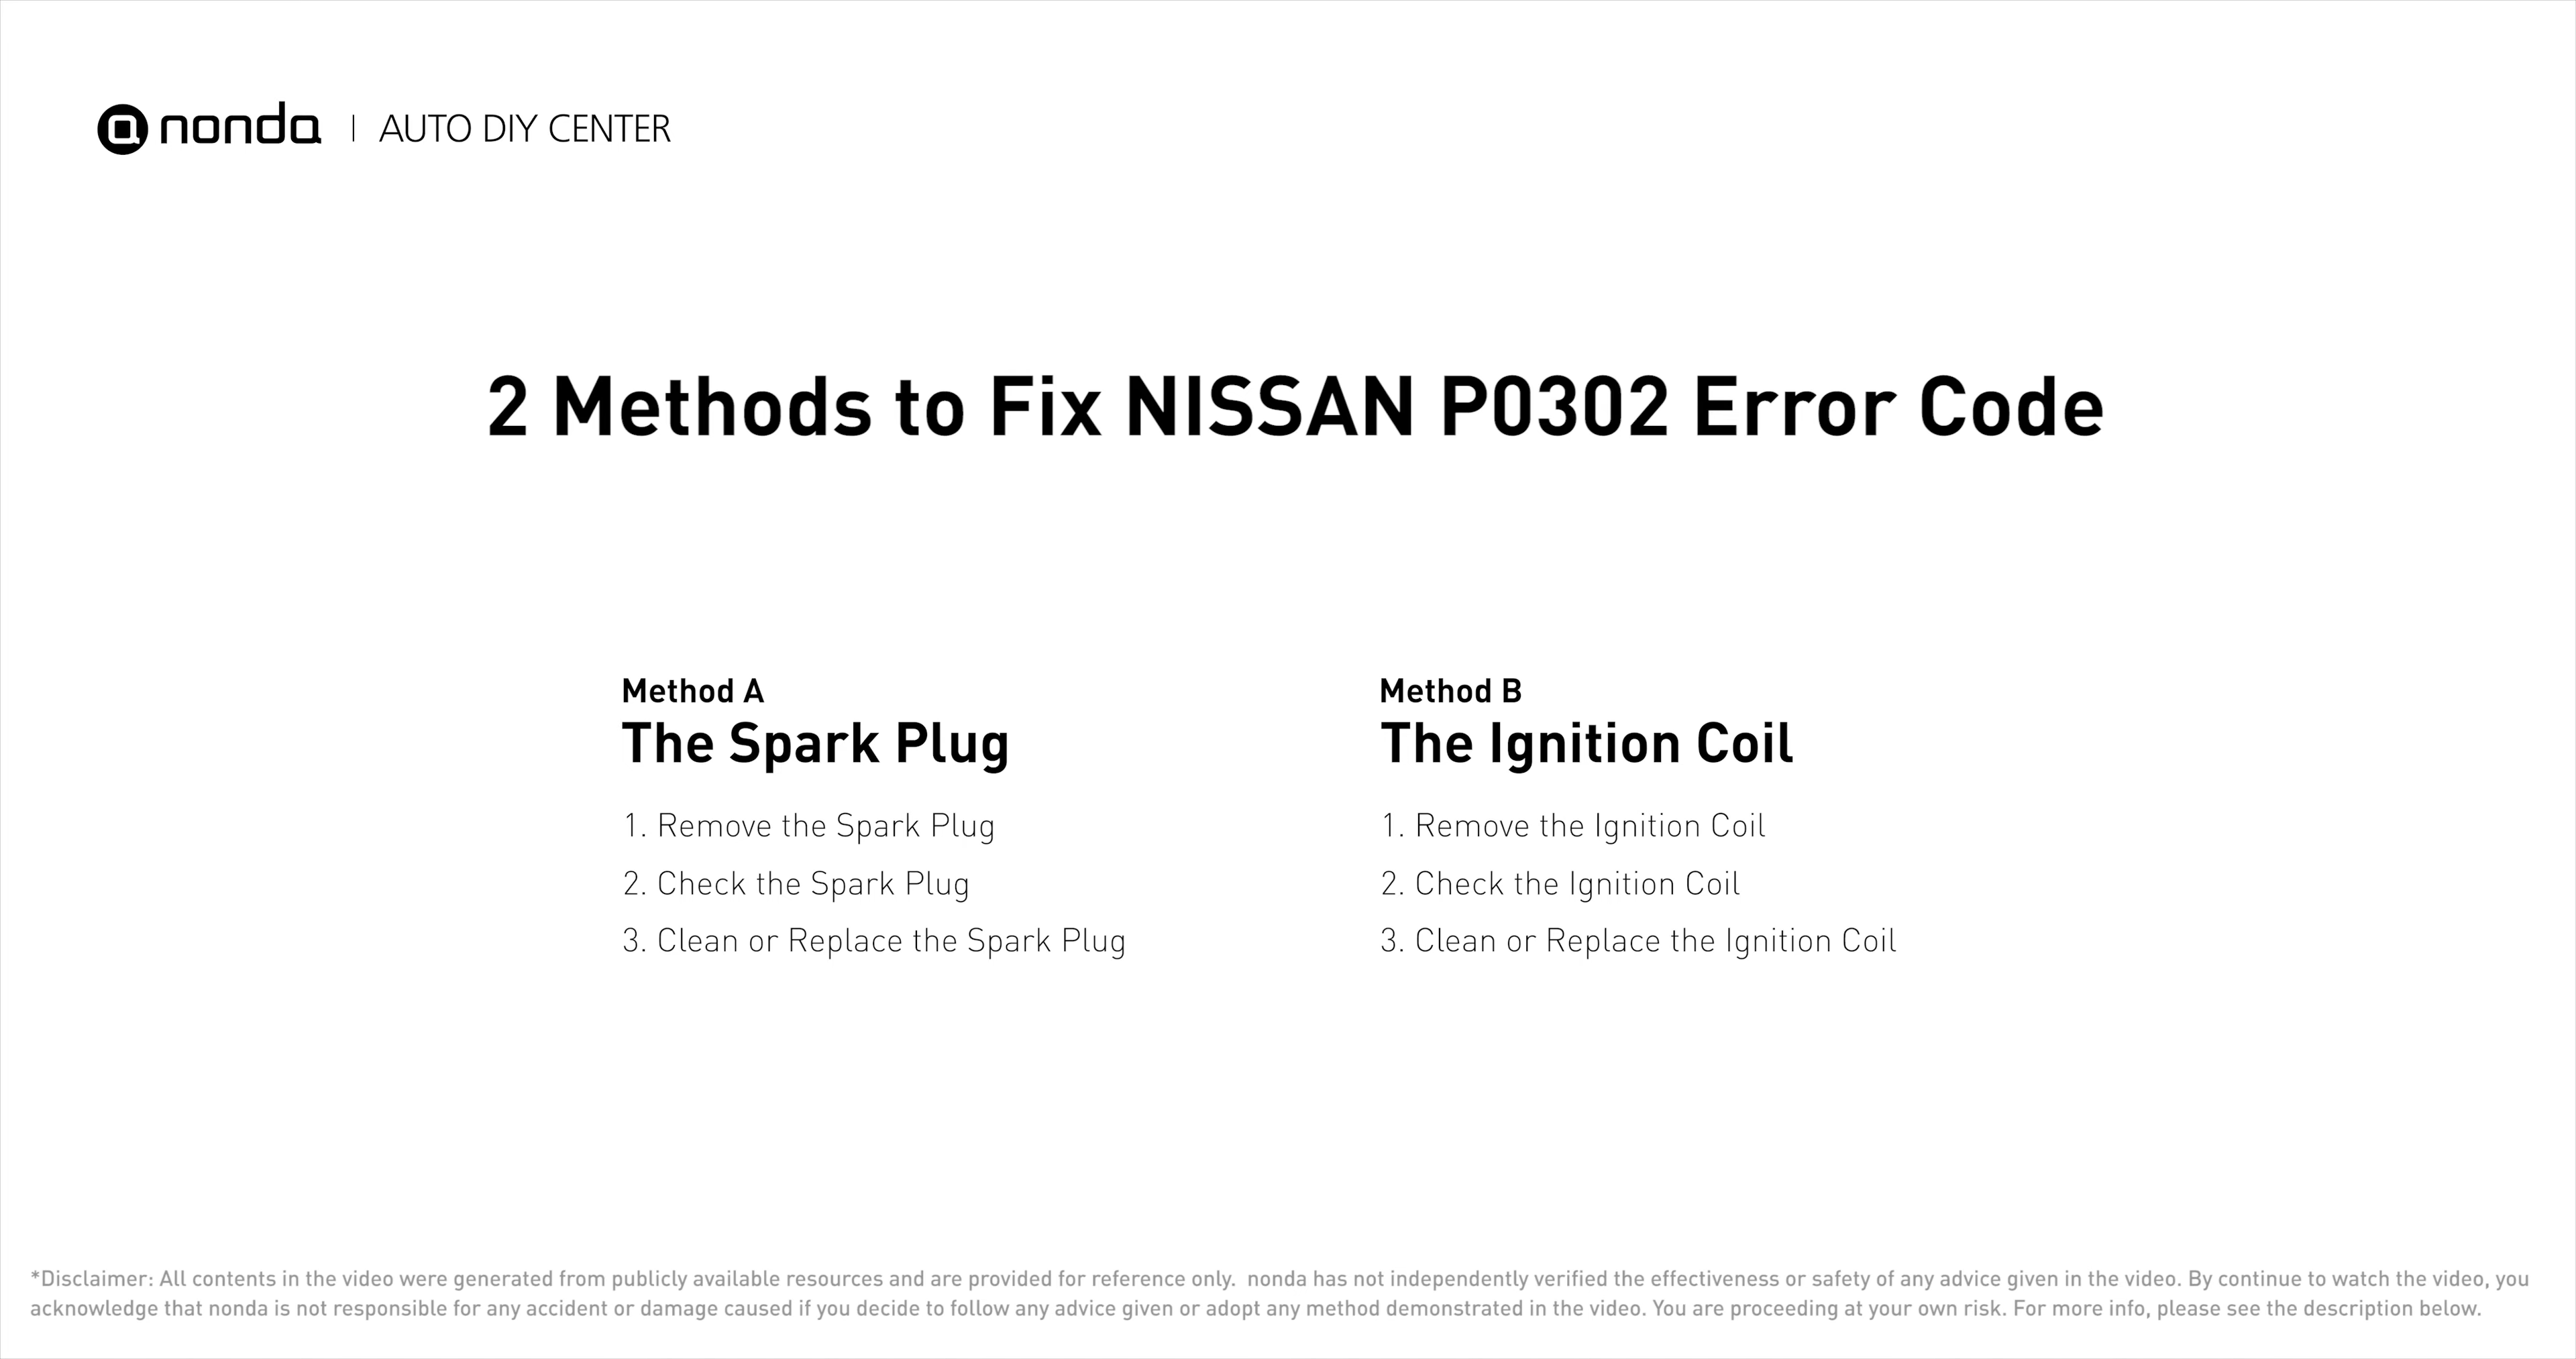 nonda | AUTO DIY CENTER
2 Methods to Fix NISSAN P0302 Error Code
Method A
The Spark Plug
1. Remove the Spark Plug
2. Check the Spark Plug
3. Clean or Replace the Spark Plug
Method B
The Ignition Coil
1. Remove the Ignition Coil
2. Check the Ignition Coil
3. Clean or Replace the Ignition Coil
*Disclaimer: All contents in the video were generated from publicly available resources and are provided for reference only. nonda has not independently verified the effectiveness or safety of any advice given in the video. By continue to watch the video, you
acknowledge that nonda is not responsible for any accident or damage caused if you decide to follow any advice given or adopt any method demonstrated in the video. You are proceeding at your own risk. For more info, please see the description below.